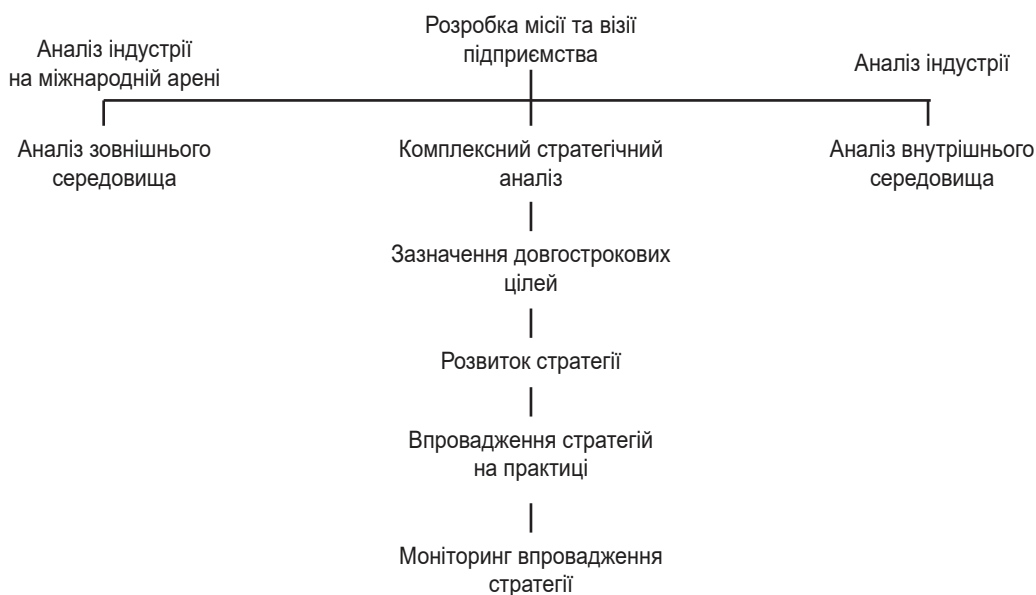 Розробка місії та візії
підприємства
Аналіз індустрії
на міжнародній арені
Аналіз індустрії
Аналіз зовнішнього
середовища
Комплексний стратегічний
аналіз
Аналіз внутрішнього
середовища
Зазначення довгострокових
цілей
Розвиток стратегії
Впровадження стратегій
на практиці
Моніторинг впровадження
стратегії